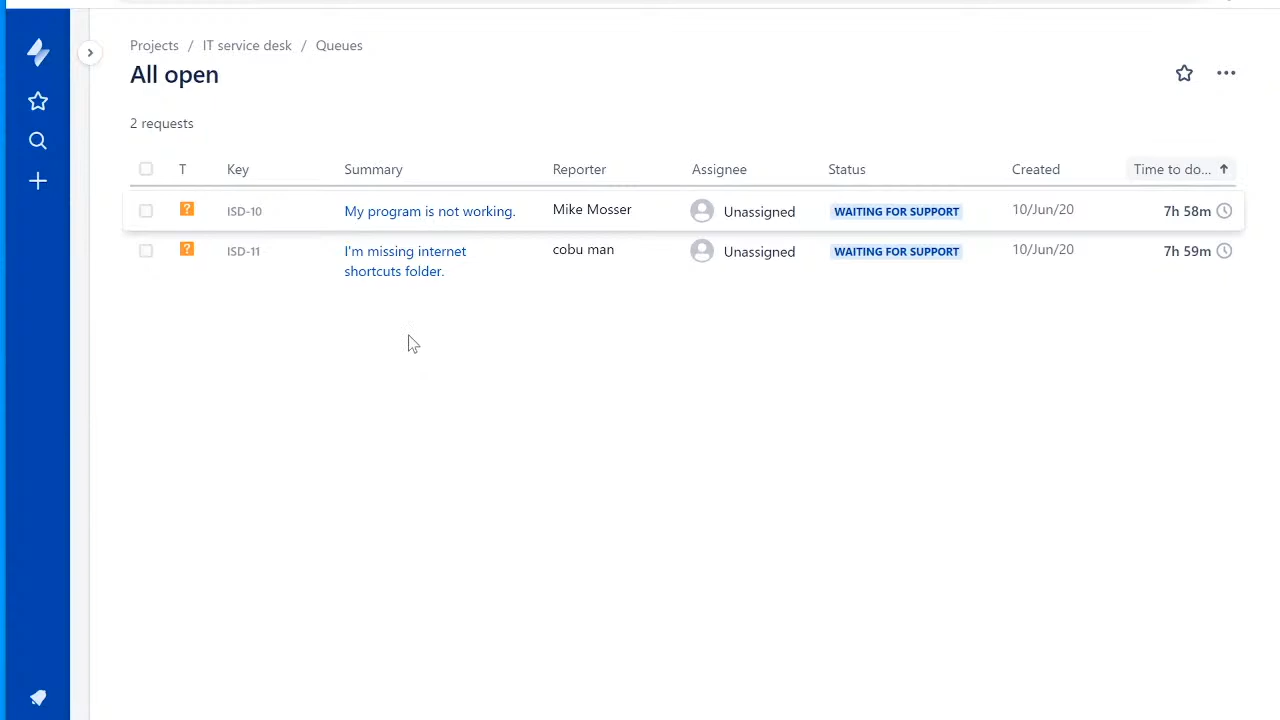 Projects / IT service desk / Queues
All open
2 requests
T Key Summary Reporter Assignee Status Created Time to do... ↑
? ISD-10 My program is not working. Mike Mosser Unassigned WAITING FOR SUPPORT 10/Jun/20 7h 58m
? ISD-11 I'm missing internet cobu man Unassigned WAITING FOR SUPPORT 10/Jun/20 7h 59m
shortcuts folder.